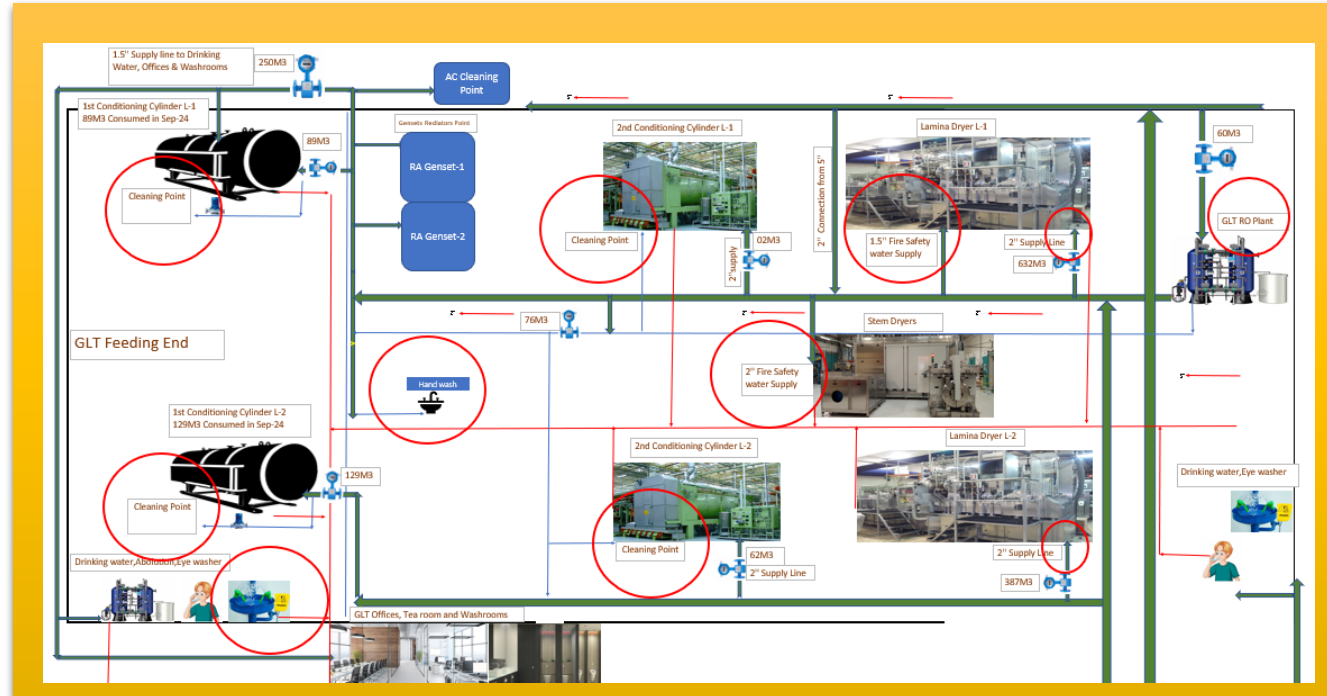 1.5" Supply line to Drinking
Water, Offices & Washrooms
250M3
AC Cleaning
Point
1st Conditioning Cylinder L-1
89M3 Consumed in Sep-24
89M3
Cleaning Point
Gensets Rediators Point
RA Genset-1
RA Genset-2
2nd Conditioning Cylinder L-1
Cleaning Point
02M3
2"supply
2" Connection from 5"
Lamina Dryer L-1
1.5" Fire Safety
water Supply
2" Supply Line
632M3
60M3
GLT RO Plant
76M3
Stem Dryers
2" Fire Safety
water Supply
GLT Feeding End
Hand wash
1st Conditioning Cylinder L-2
129M3 Consumed in Sep-24
129M3
Cleaning Point
2nd Conditioning Cylinder L-2
Cleaning Point
62M3
2" Supply Line
Lamina Dryer L-2
2" Supply Line
387M3
Drinking water,Eye washer
Drinking water,Abolution,Eye washer
GLT Offices, Tea room and Washrooms